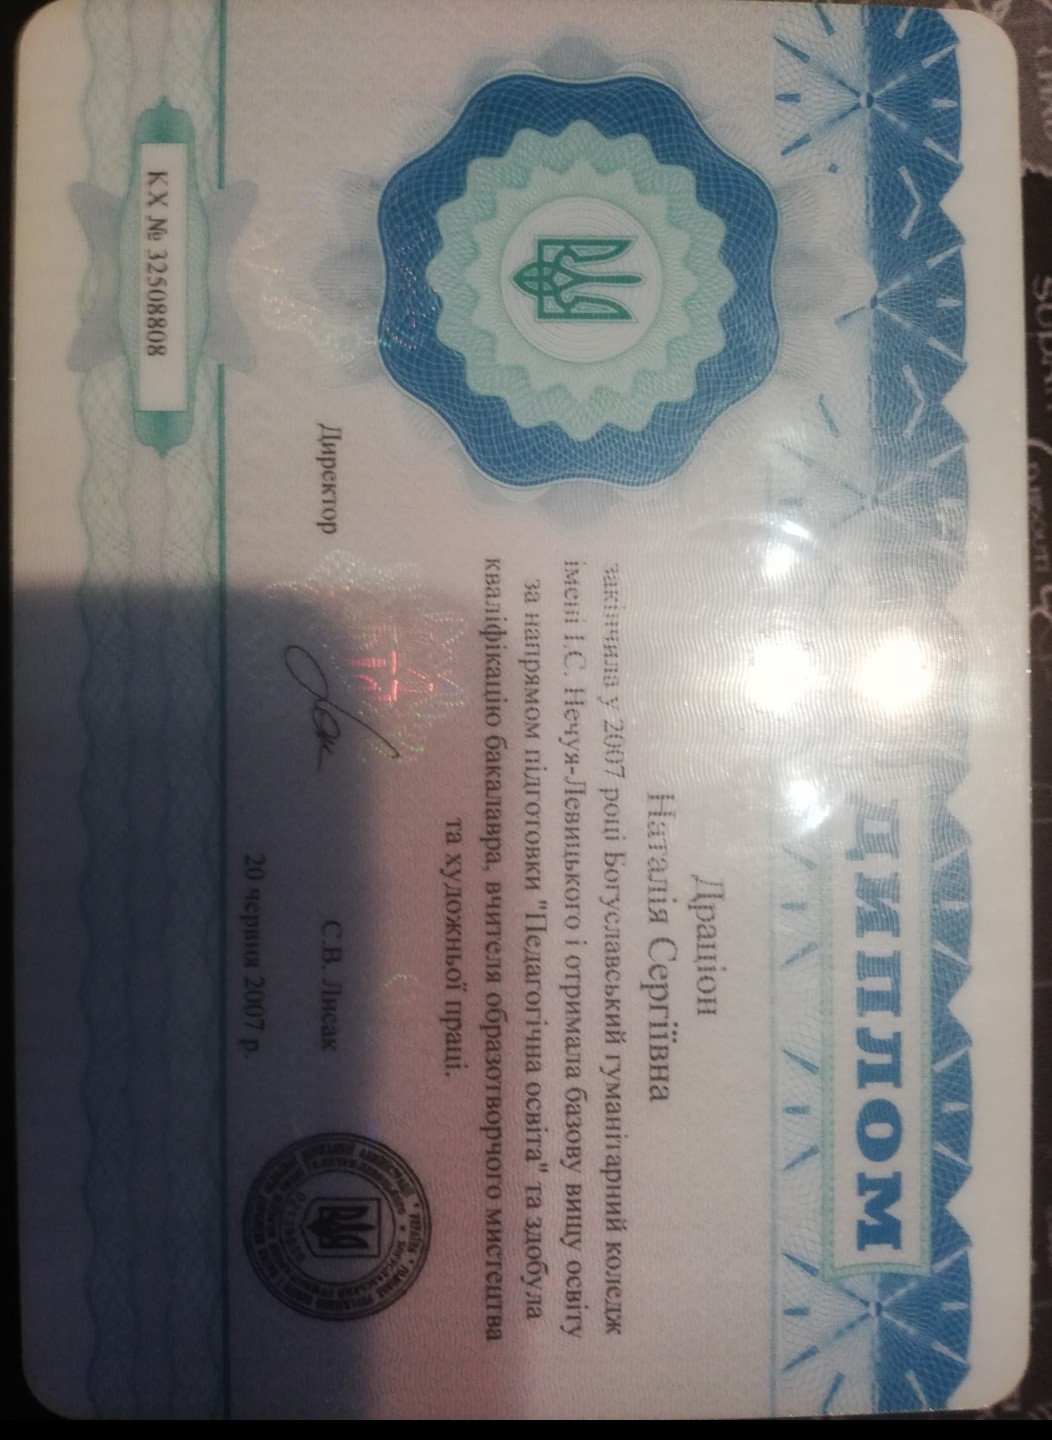 ДИПЛОМ
Драціон
Наталія Сергіївна
закінчила у 2007 році Богуславський гуманітарний коледж
імені І.С. Нечуя-Левицького і отримала базову вищу освіту
за напрямом підготовки "Педагогічна освіта" та здобула
кваліфікацію бакалавра, вчителя образотворчого мистецтва
та художньої праці.
Директор
С.В. Лисак
20 червня 2007 р.
КХ № 32508808